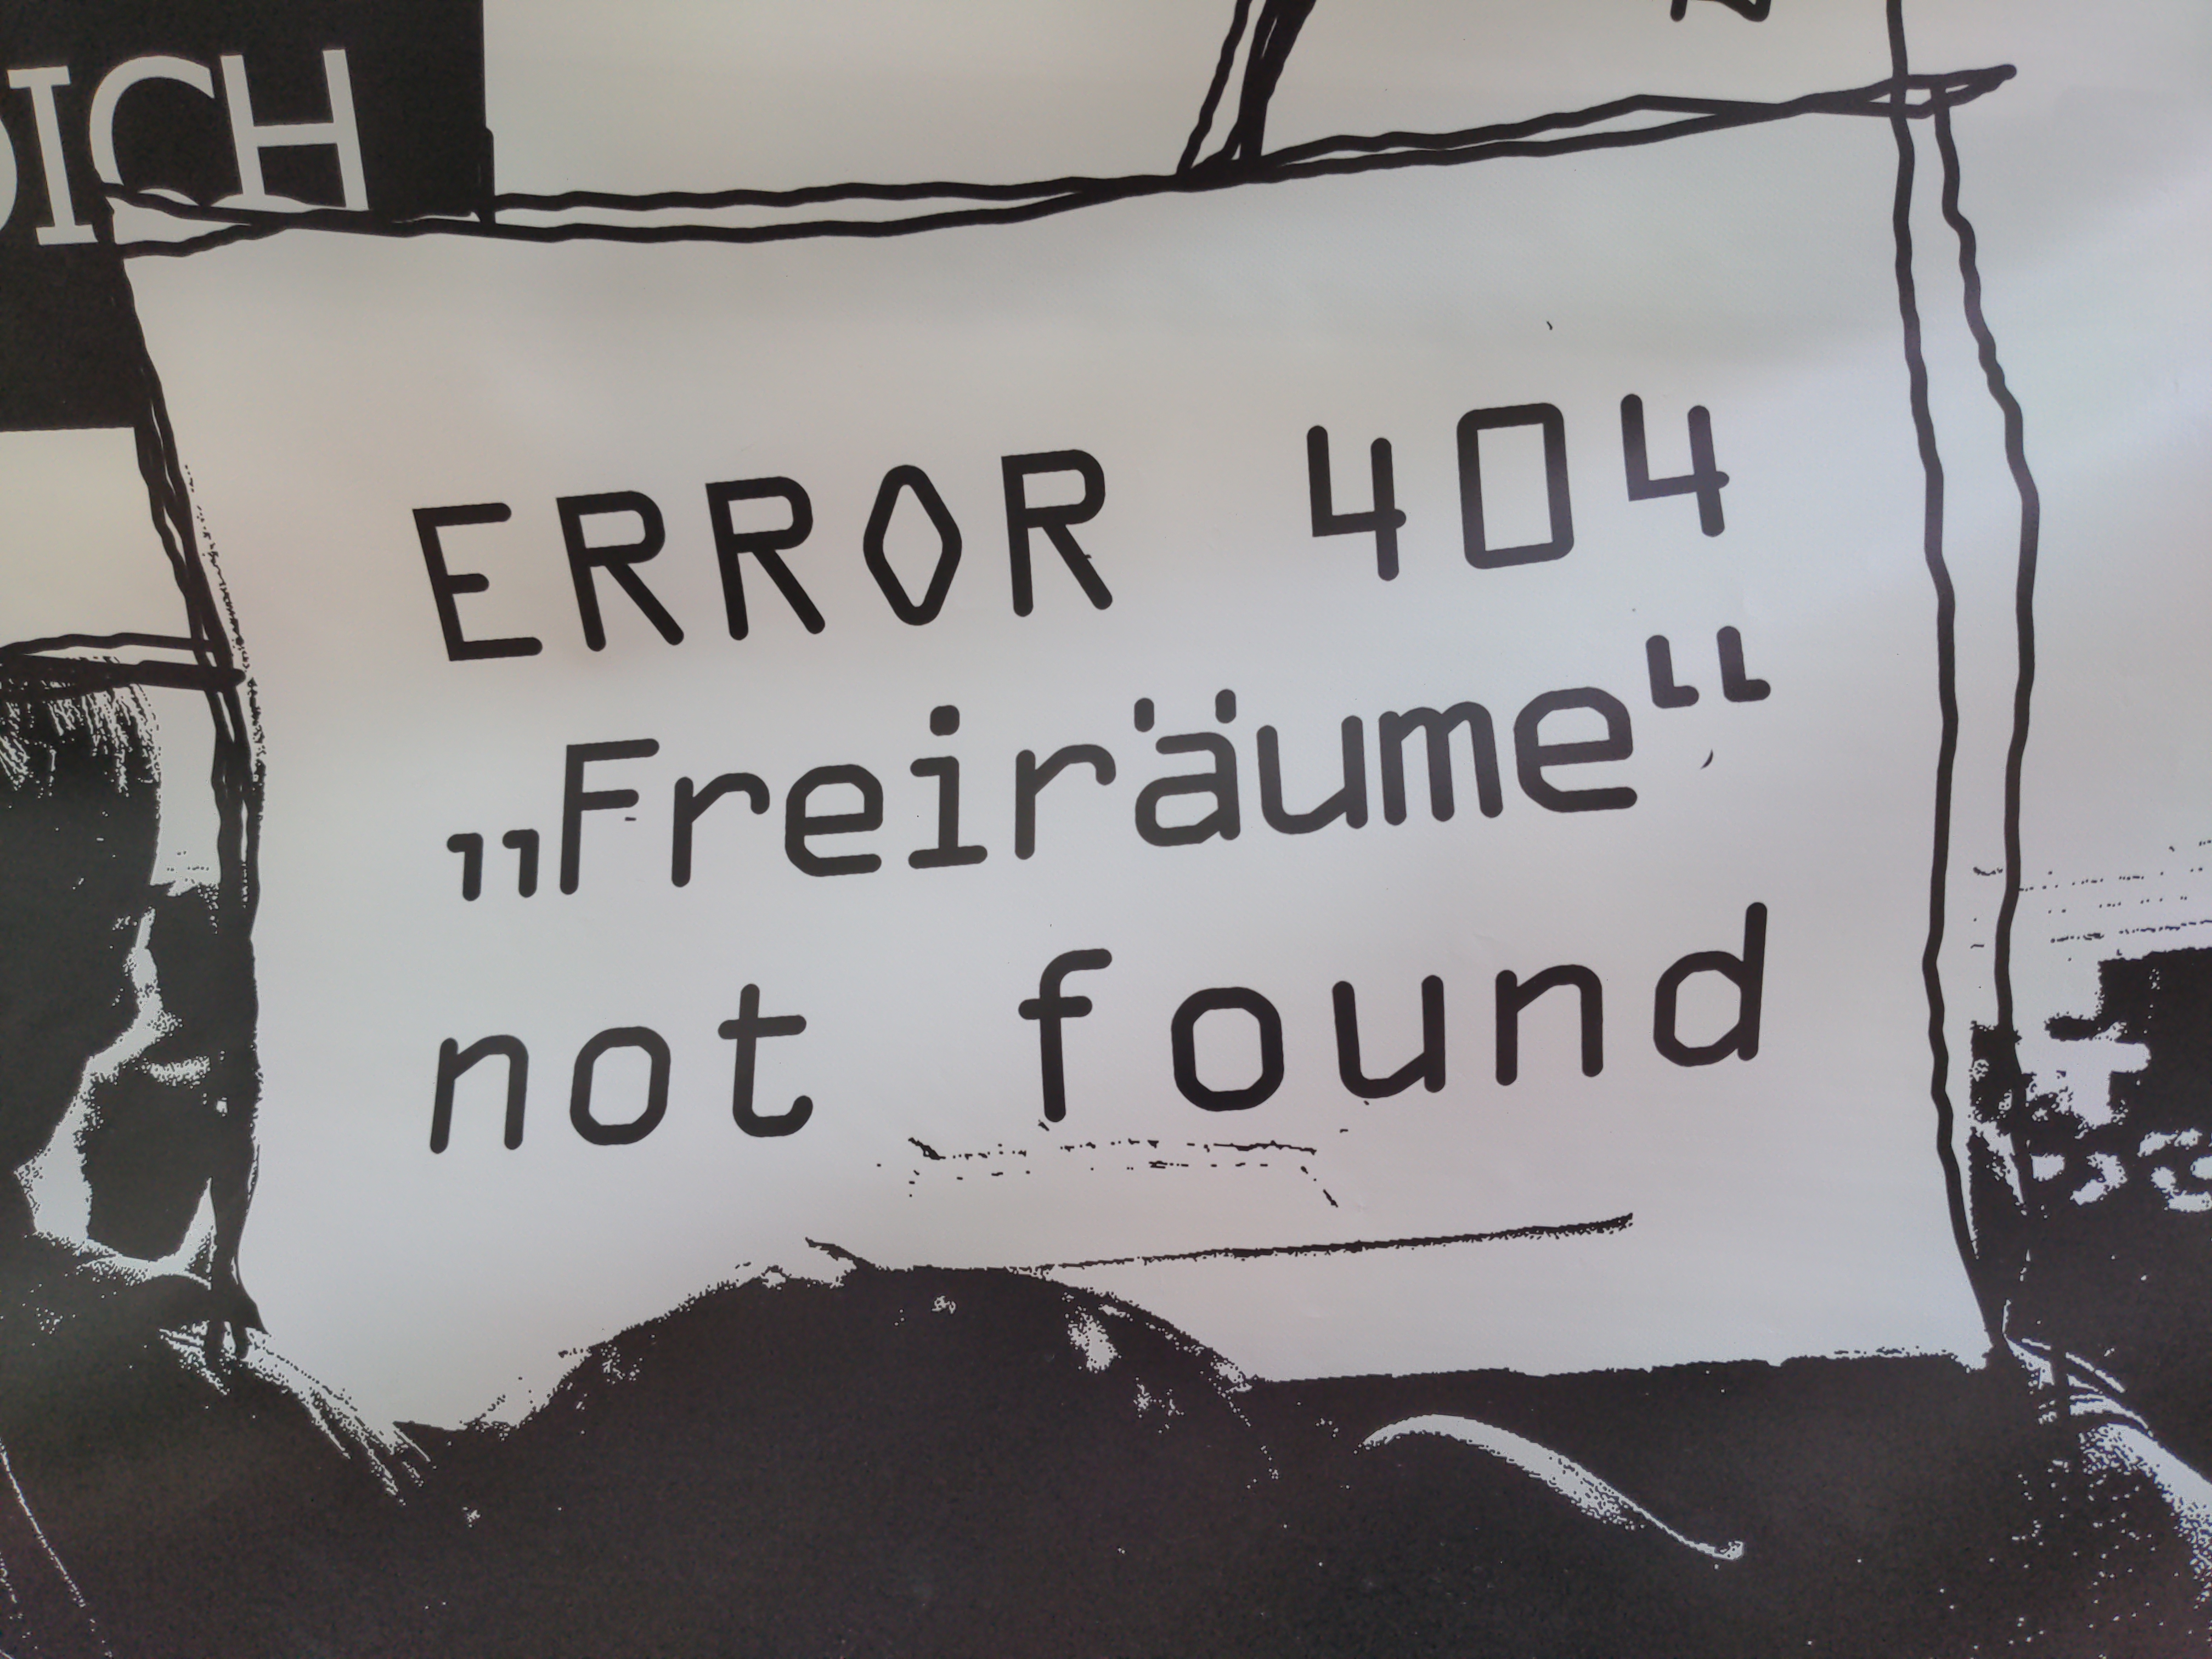 DICH
ERROR 404
„Freiräume“
not found